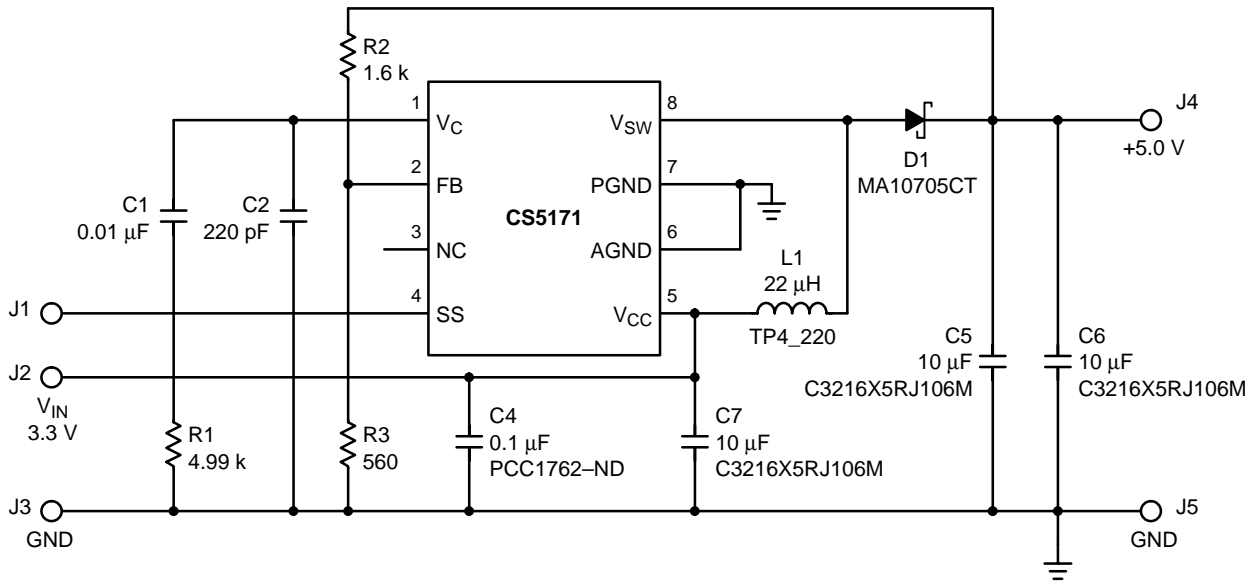 R2
1.6 k
1
V_C
8
V_SW
J4
+5.0 V
D1
MA10705CT
2
FB
7
PGND
C1
0.01 μF
C2
220 pF
CS5171
3
NC
6
AGND
L1
22 μH
TP4_220
J1
4
SS
5
V_CC
C5
10 μF
C3216X5RJ106M
C6
10 μF
C3216X5RJ106M
J2
V_IN
3.3 V
R1
4.99 k
R3
560
C4
0.1 μF
PCC1762–ND
C7
10 μF
C3216X5RJ106M
J3
GND
J5
GND